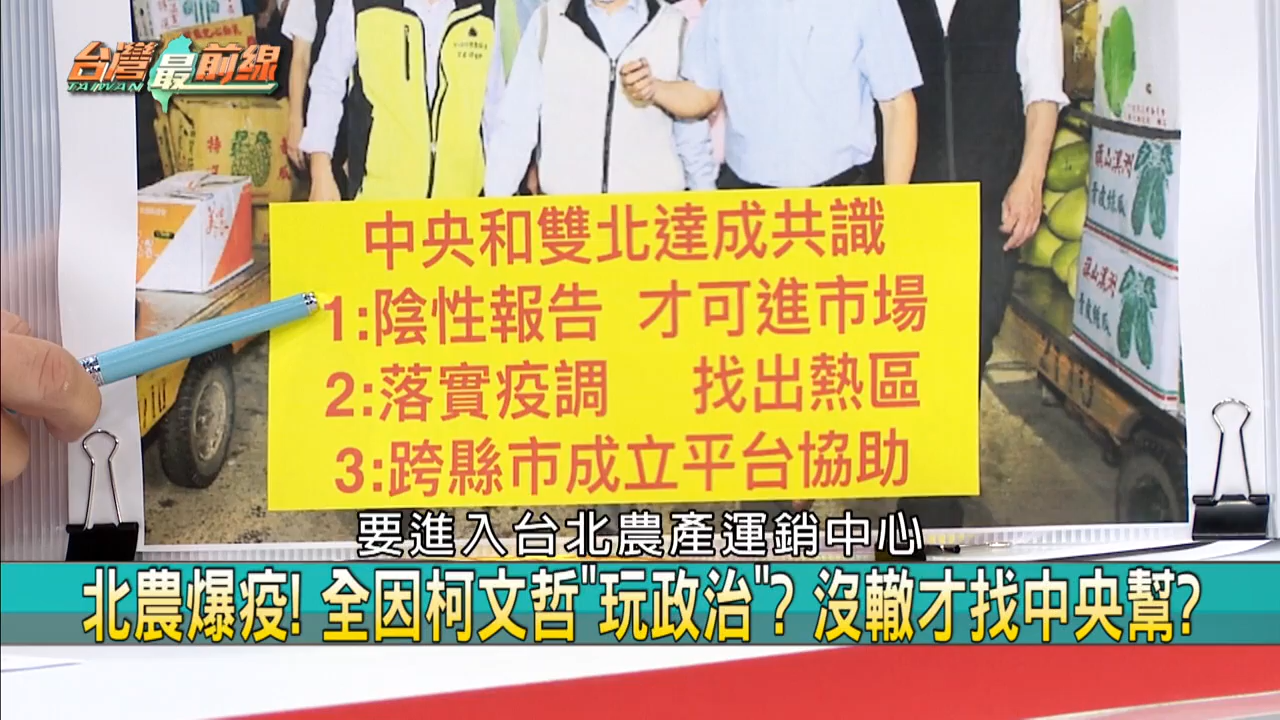 台灣最前線
TAIWAN
中央和雙北達成共識
1:陰性報告 才可進市場
2:落實疫調 找出熱區
3:跨縣市成立平台協助
要進入台北農產運銷中心
北農爆疫! 全因柯文哲"玩政治"? 沒轍才找中央幫?